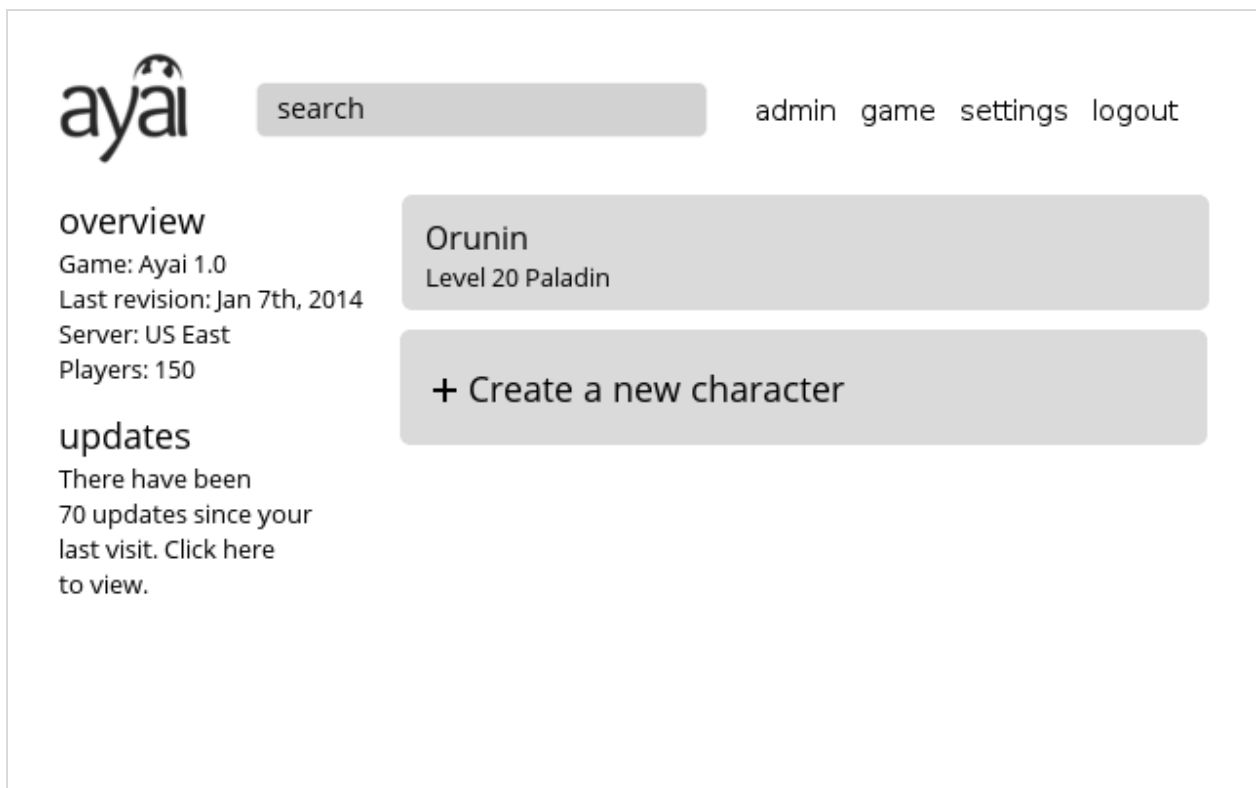 ayai
search
admin game settings logout
overview
Game: Ayai 1.0
Last revision: Jan 7th, 2014
Server: US East
Players: 150
updates
There have been
70 updates since your
last visit. Click here
to view.
Orunin
Level 20 Paladin
+ Create a new character